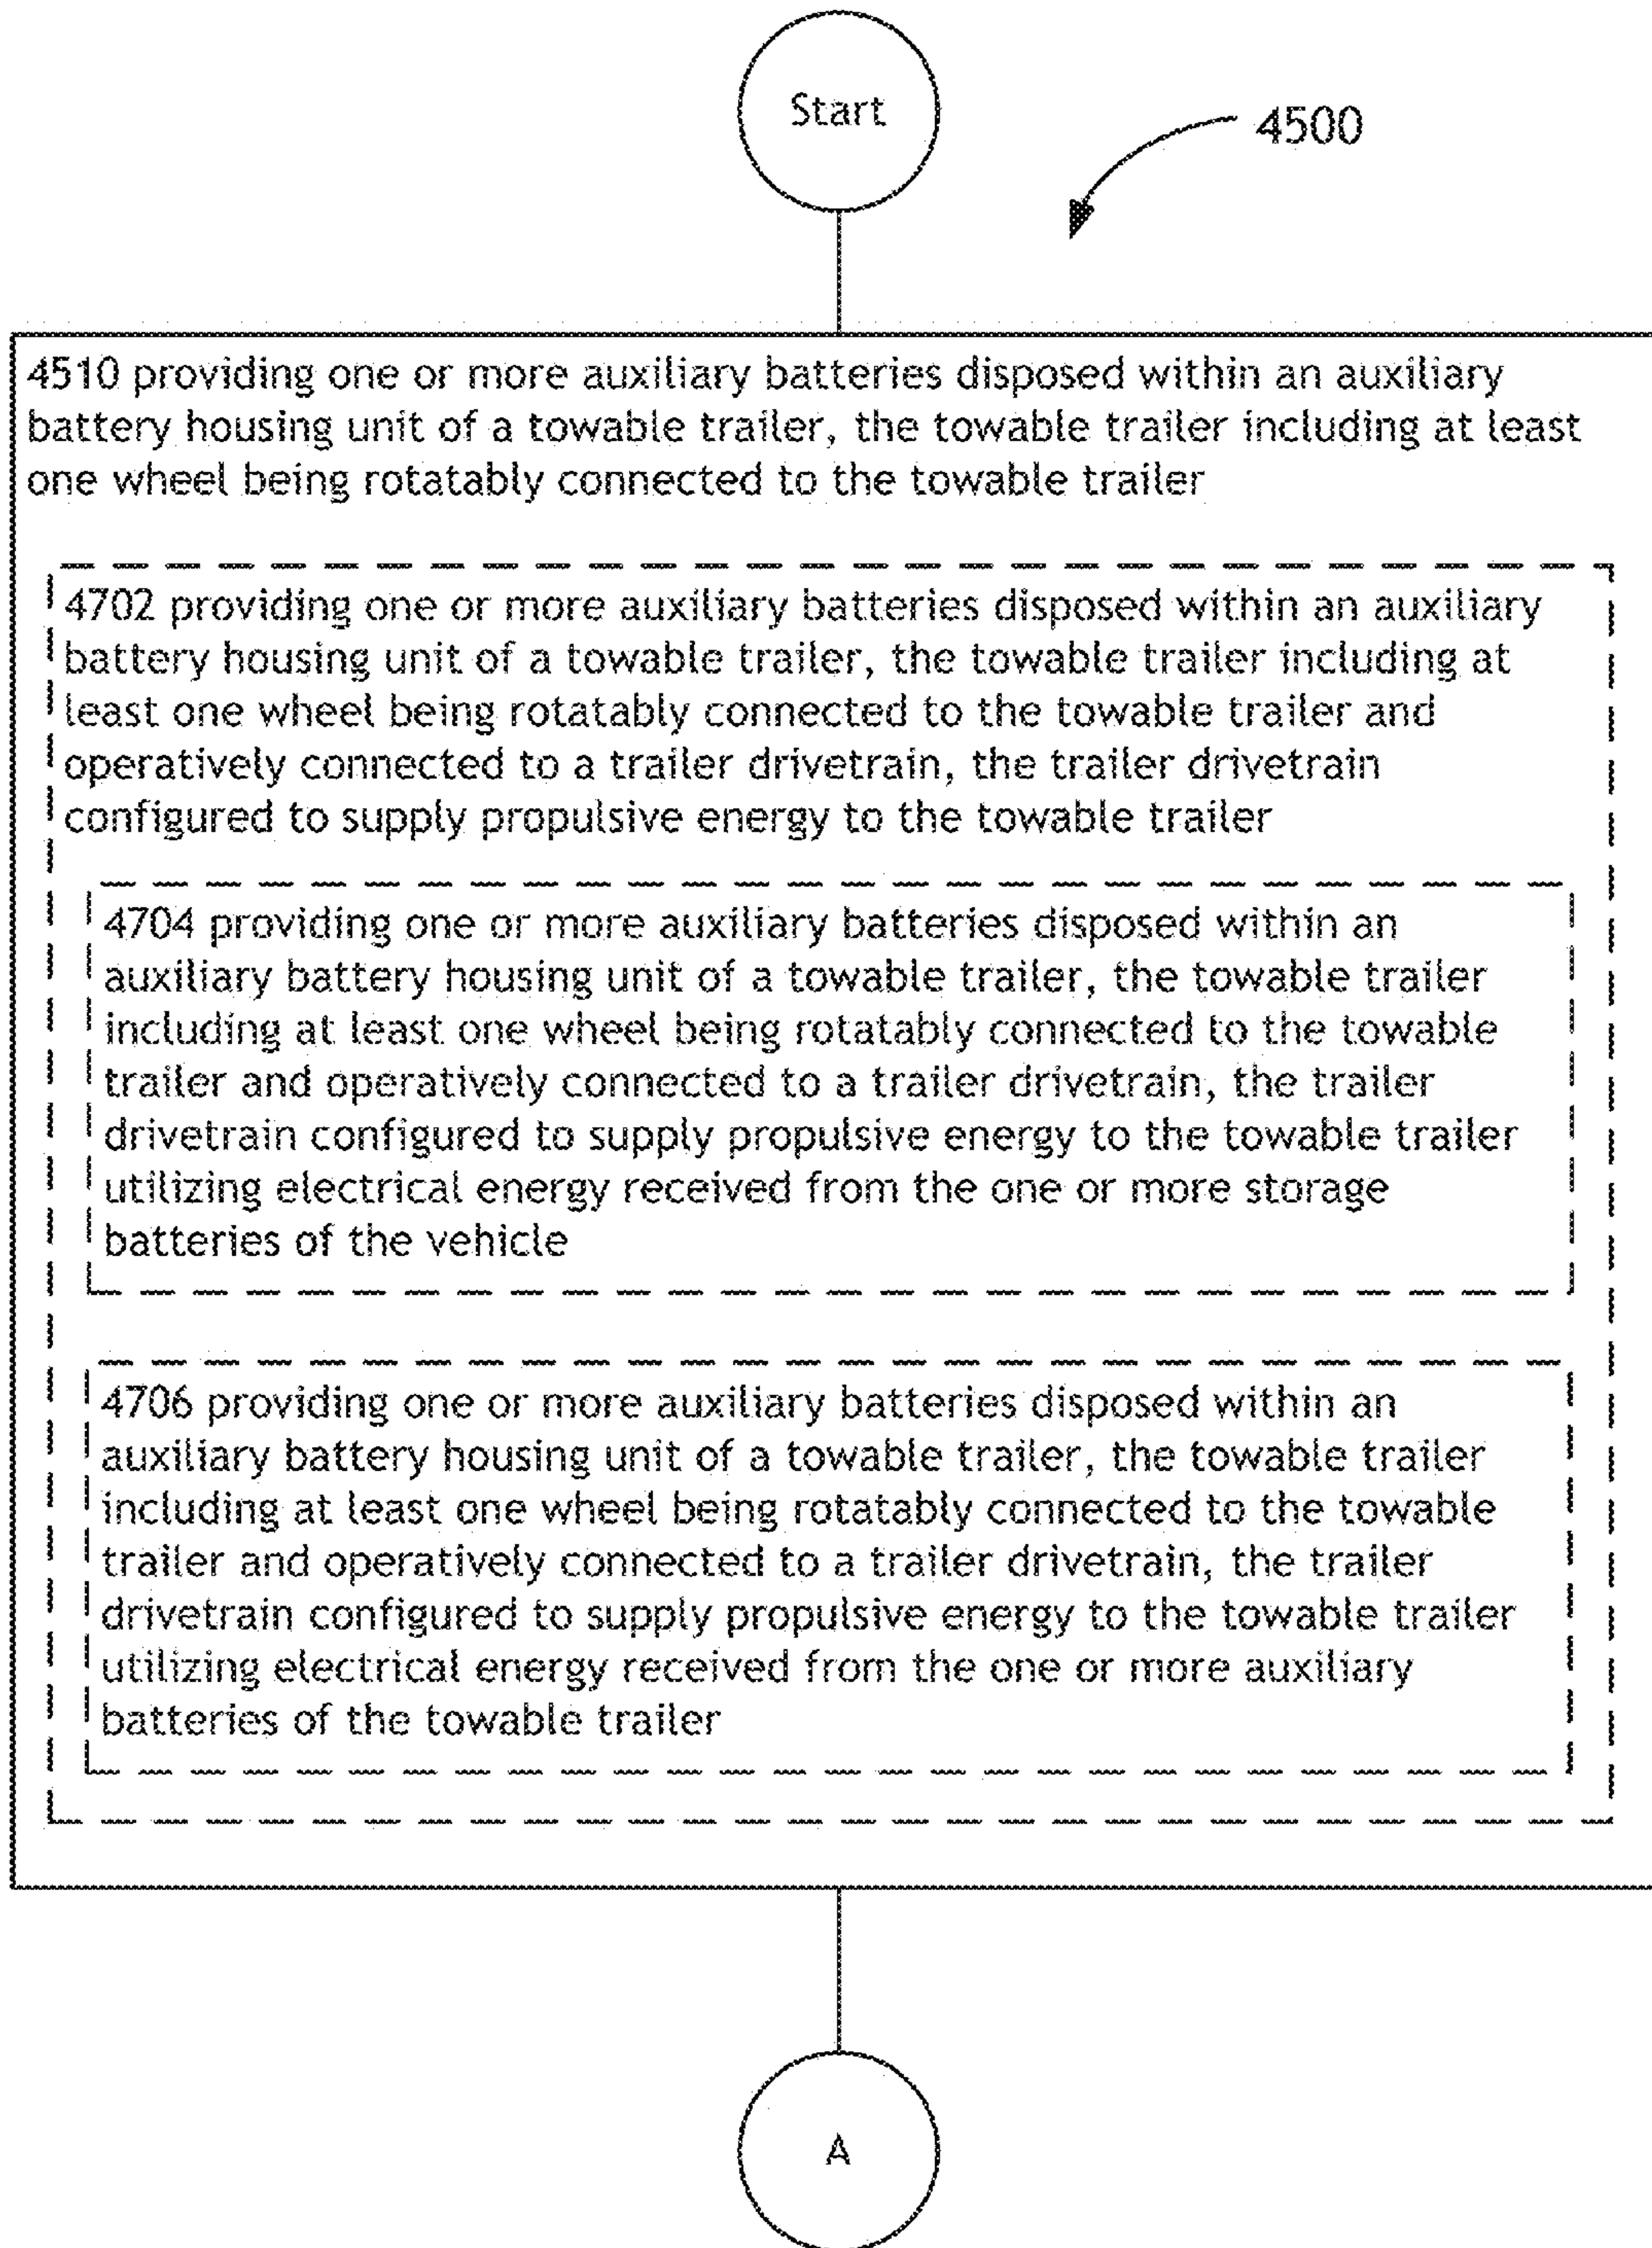 Start
4500
4510 providing one or more auxiliary batteries disposed within an auxiliary
battery housing unit of a towable trailer, the towable trailer including at least
one wheel being rotatably connected to the towable trailer
4702 providing one or more auxiliary batteries disposed within an auxiliary
battery housing unit of a towable trailer, the towable trailer including at
least one wheel being rotatably connected to the towable trailer and
operatively connected to a trailer drivetrain, the trailer drivetrain
configured to supply propulsive energy to the towable trailer
4704 providing one or more auxiliary batteries disposed within an
auxiliary battery housing unit of a towable trailer, the towable trailer
including at least one wheel being rotatably connected to the towable
trailer and operatively connected to a trailer drivetrain, the trailer
drivetrain configured to supply propulsive energy to the towable trailer
utilizing electrical energy received from the one or more storage
batteries of the vehicle
4706 providing one or more auxiliary batteries disposed within an
auxiliary battery housing unit of a towable trailer, the towable trailer
including at least one wheel being rotatably connected to the towable
trailer and operatively connected to a trailer drivetrain, the trailer
drivetrain configured to supply propulsive energy to the towable trailer
utilizing electrical energy received from the one or more auxiliary
batteries of the towable trailer
A